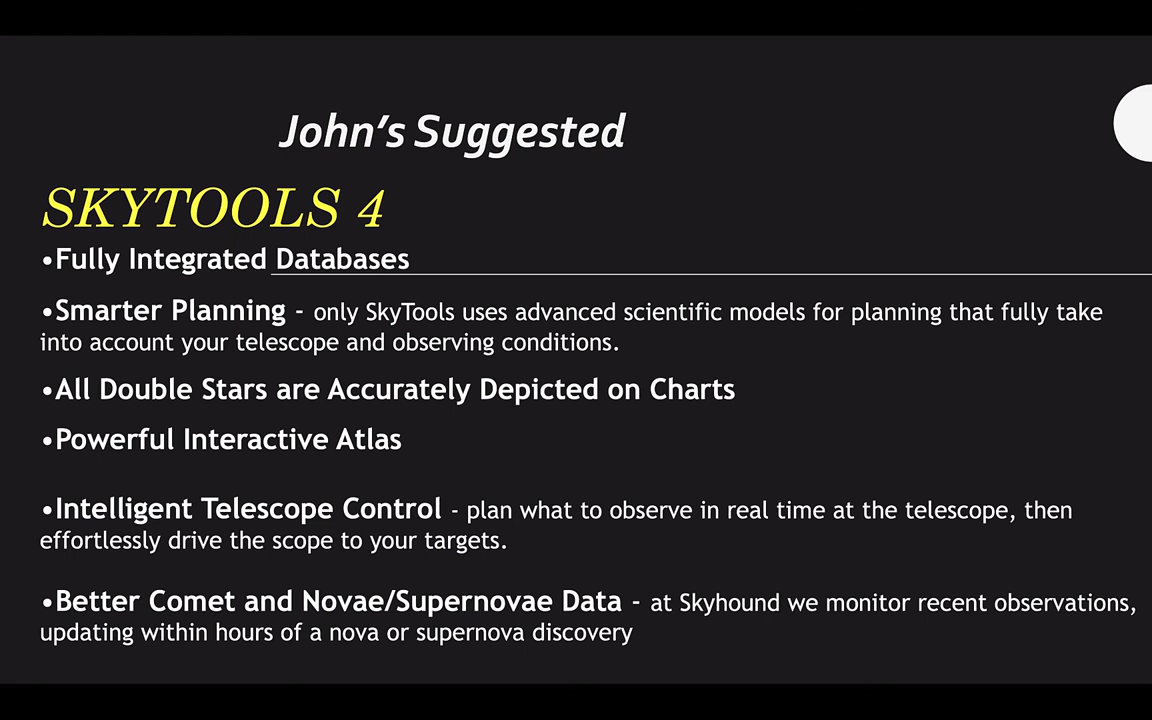 John's Suggested
SKYTOOLS 4
•Fully Integrated Databases
•Smarter Planning - only SkyTools uses advanced scientific models for planning that fully take
into account your telescope and observing conditions.
•All Double Stars are Accurately Depicted on Charts
•Powerful Interactive Atlas
•Intelligent Telescope Control - plan what to observe in real time at the telescope, then
effortlessly drive the scope to your targets.
•Better Comet and Novae/Supernovae Data - at Skyhound we monitor recent observations,
updating within hours of a nova or supernova discovery